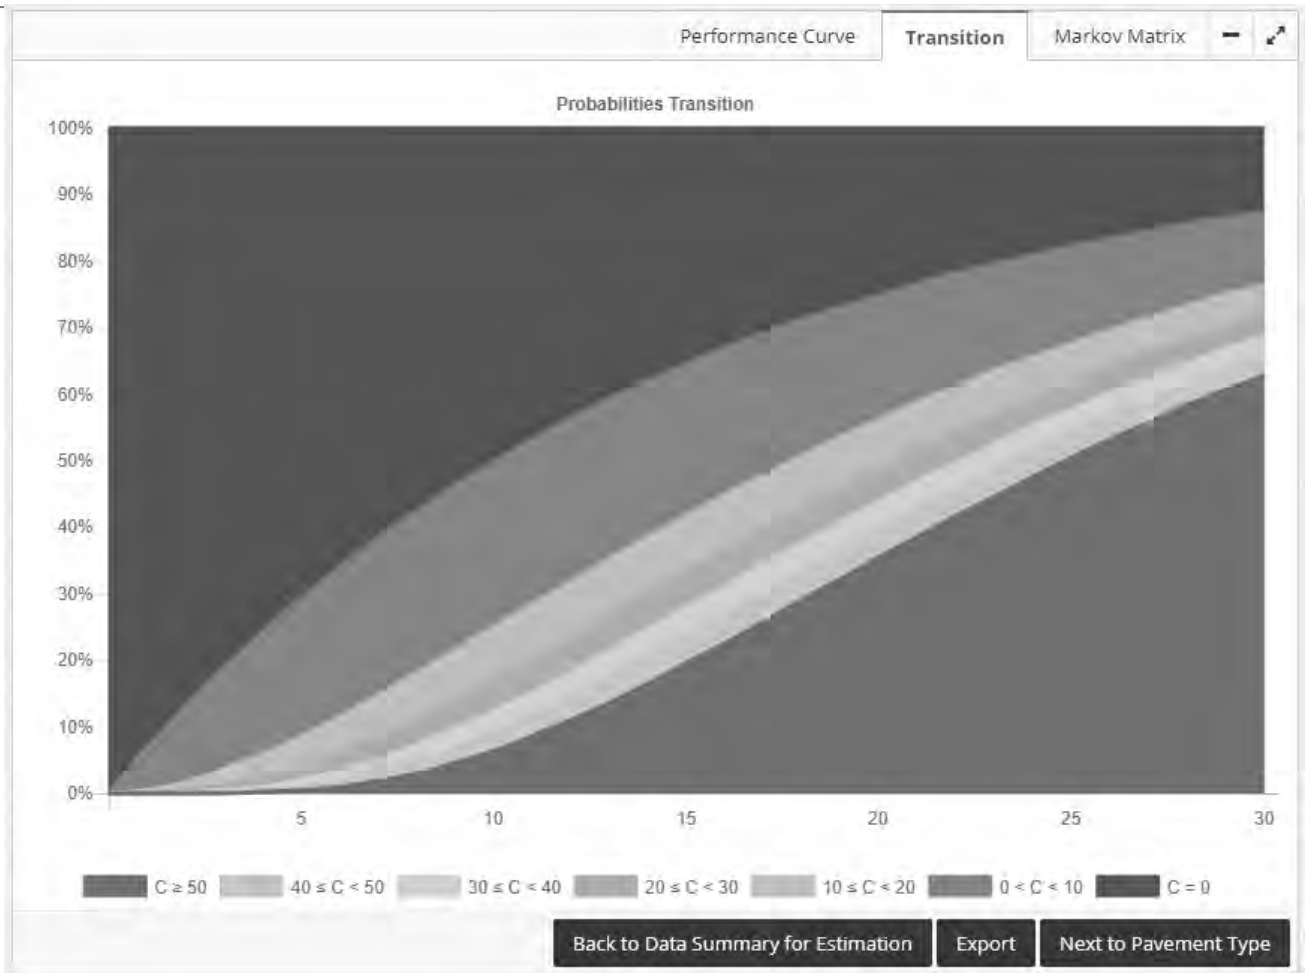 Performance Curve Transition Markov Matrix
Probabilities Transition
100%
90%
80%
70%
60%
50%
40%
30%
20%
10%
0%
5 10 15 20 25 30
C ≥ 50 40 ≤ C < 50 30 ≤ C < 40 20 ≤ C < 30 10 ≤ C < 20 0 < C < 10 C = 0
Back to Data Summary for Estimation Export Next to Pavement Type